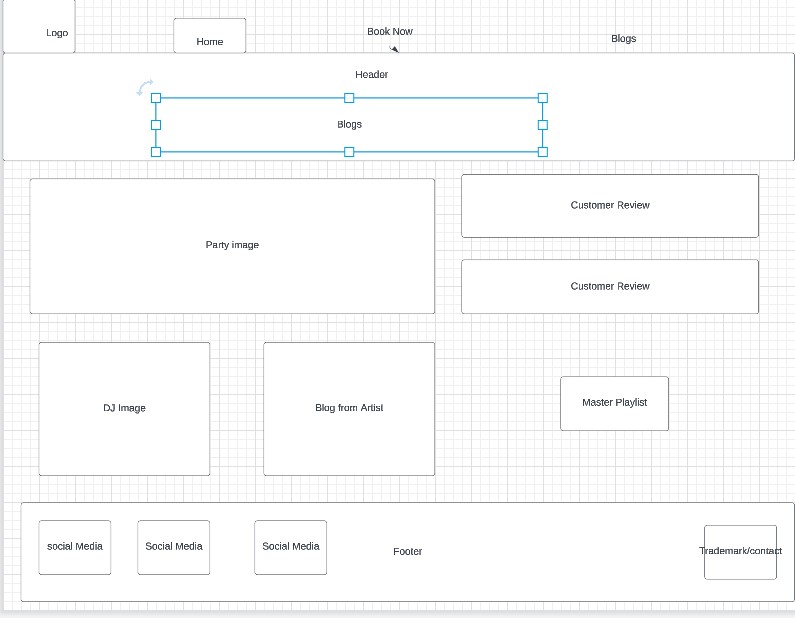 Logo
Home
Book Now
Blogs
Header
Blogs
Party image
Customer Review
Customer Review
DJ Image
Blog from Artist
Master Playlist
social Media
Social Media
Social Media
Footer
Trademark/contact